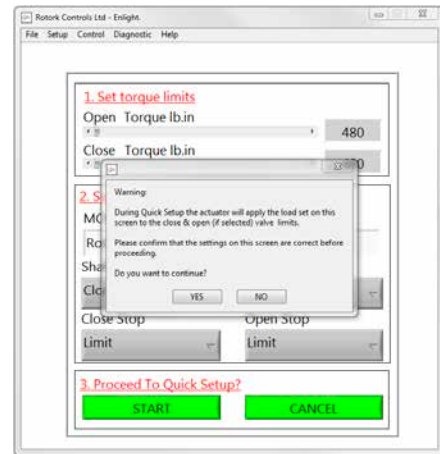 Rotork Controls Ltd - Enlight.
File Setup Control Diagnostic Help
1. Set torque limits
Open Torque lb.in
480
Close Torque lb.in
Warning:
During Quick Setup the actuator will apply the load set on this
screen to the close & open (if selected) valve limits.
Please confirm that the settings on this screen are correct before
proceeding.
Do you want to continue?
YES NO
Close Stop Open Stop
Limit Limit
3. Proceed To Quick Setup?
START CANCEL